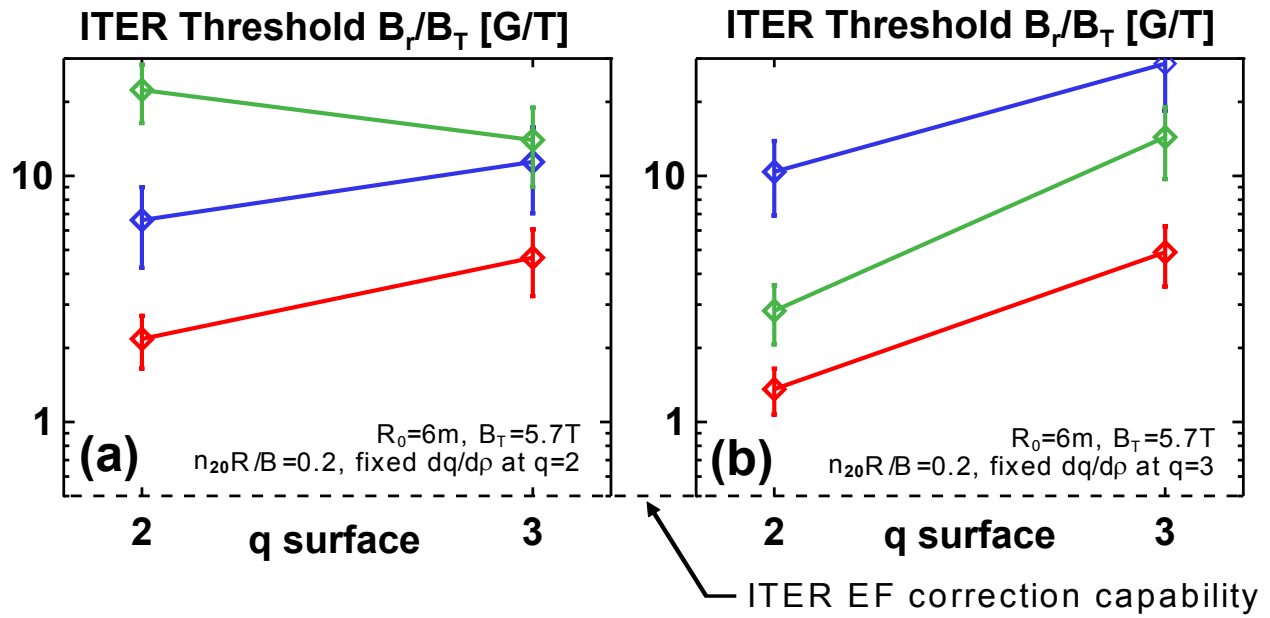 ITER Threshold Br/BT [G/T]
10
1
(a)
R0=6m, BT=5.7T
n20R/B=0.2, fixed dq/dρ at q=2
2
q surface
3
ITER Threshold Br/BT [G/T]
10
1
(b)
R0=6m, BT=5.7T
n20R/B=0.2, fixed dq/dρ at q=3
2
q surface
3
ITER EF correction capability